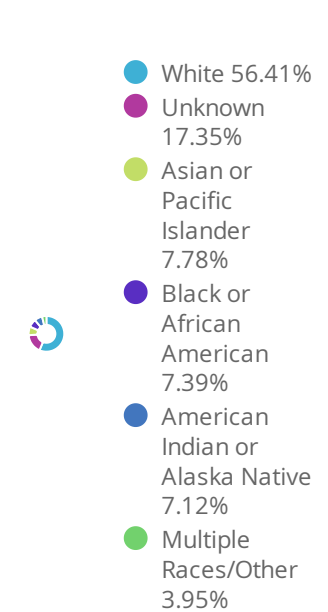 White 56.41%
Unknown
17.35%
Asian or
Pacific
Islander
7.78%
Black or
African
American
7.39%
American
Indian or
Alaska Native
7.12%
Multiple
Races/Other
3.95%